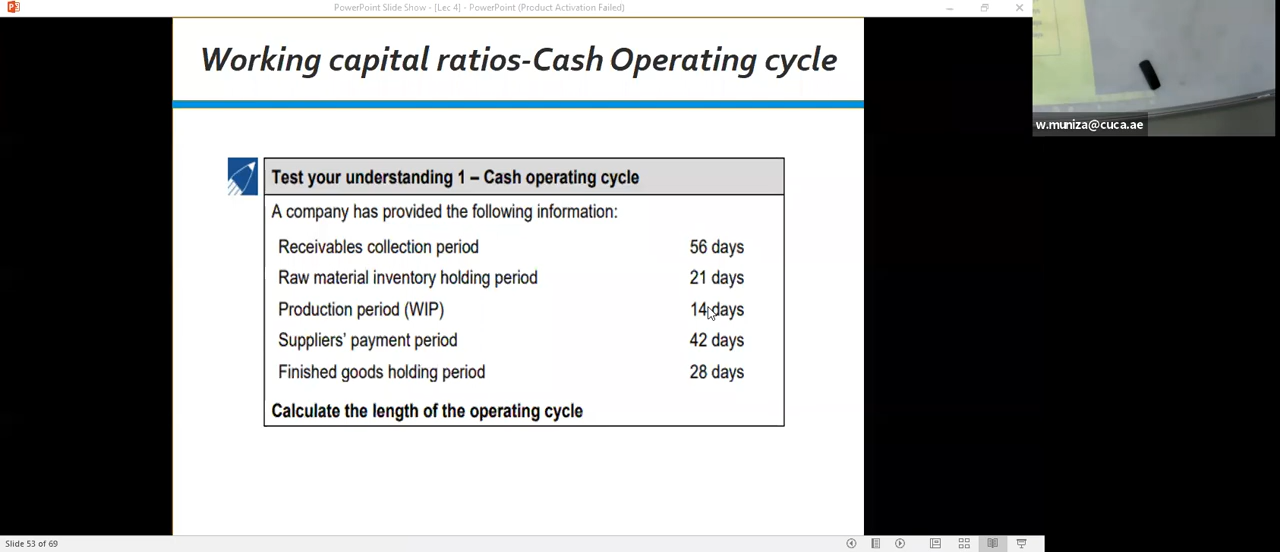 PowerPoint Slide Show - [Lec 4] - PowerPoint (Product Activation Failed)
Working capital ratios-Cash Operating cycle
w.muniza@cuca.ae
Test your understanding 1 – Cash operating cycle
A company has provided the following information:
Receivables collection period 56 days
Raw material inventory holding period 21 days
Production period (WIP) 14 days
Suppliers' payment period 42 days
Finished goods holding period 28 days
Calculate the length of the operating cycle
Slide 53 of 69